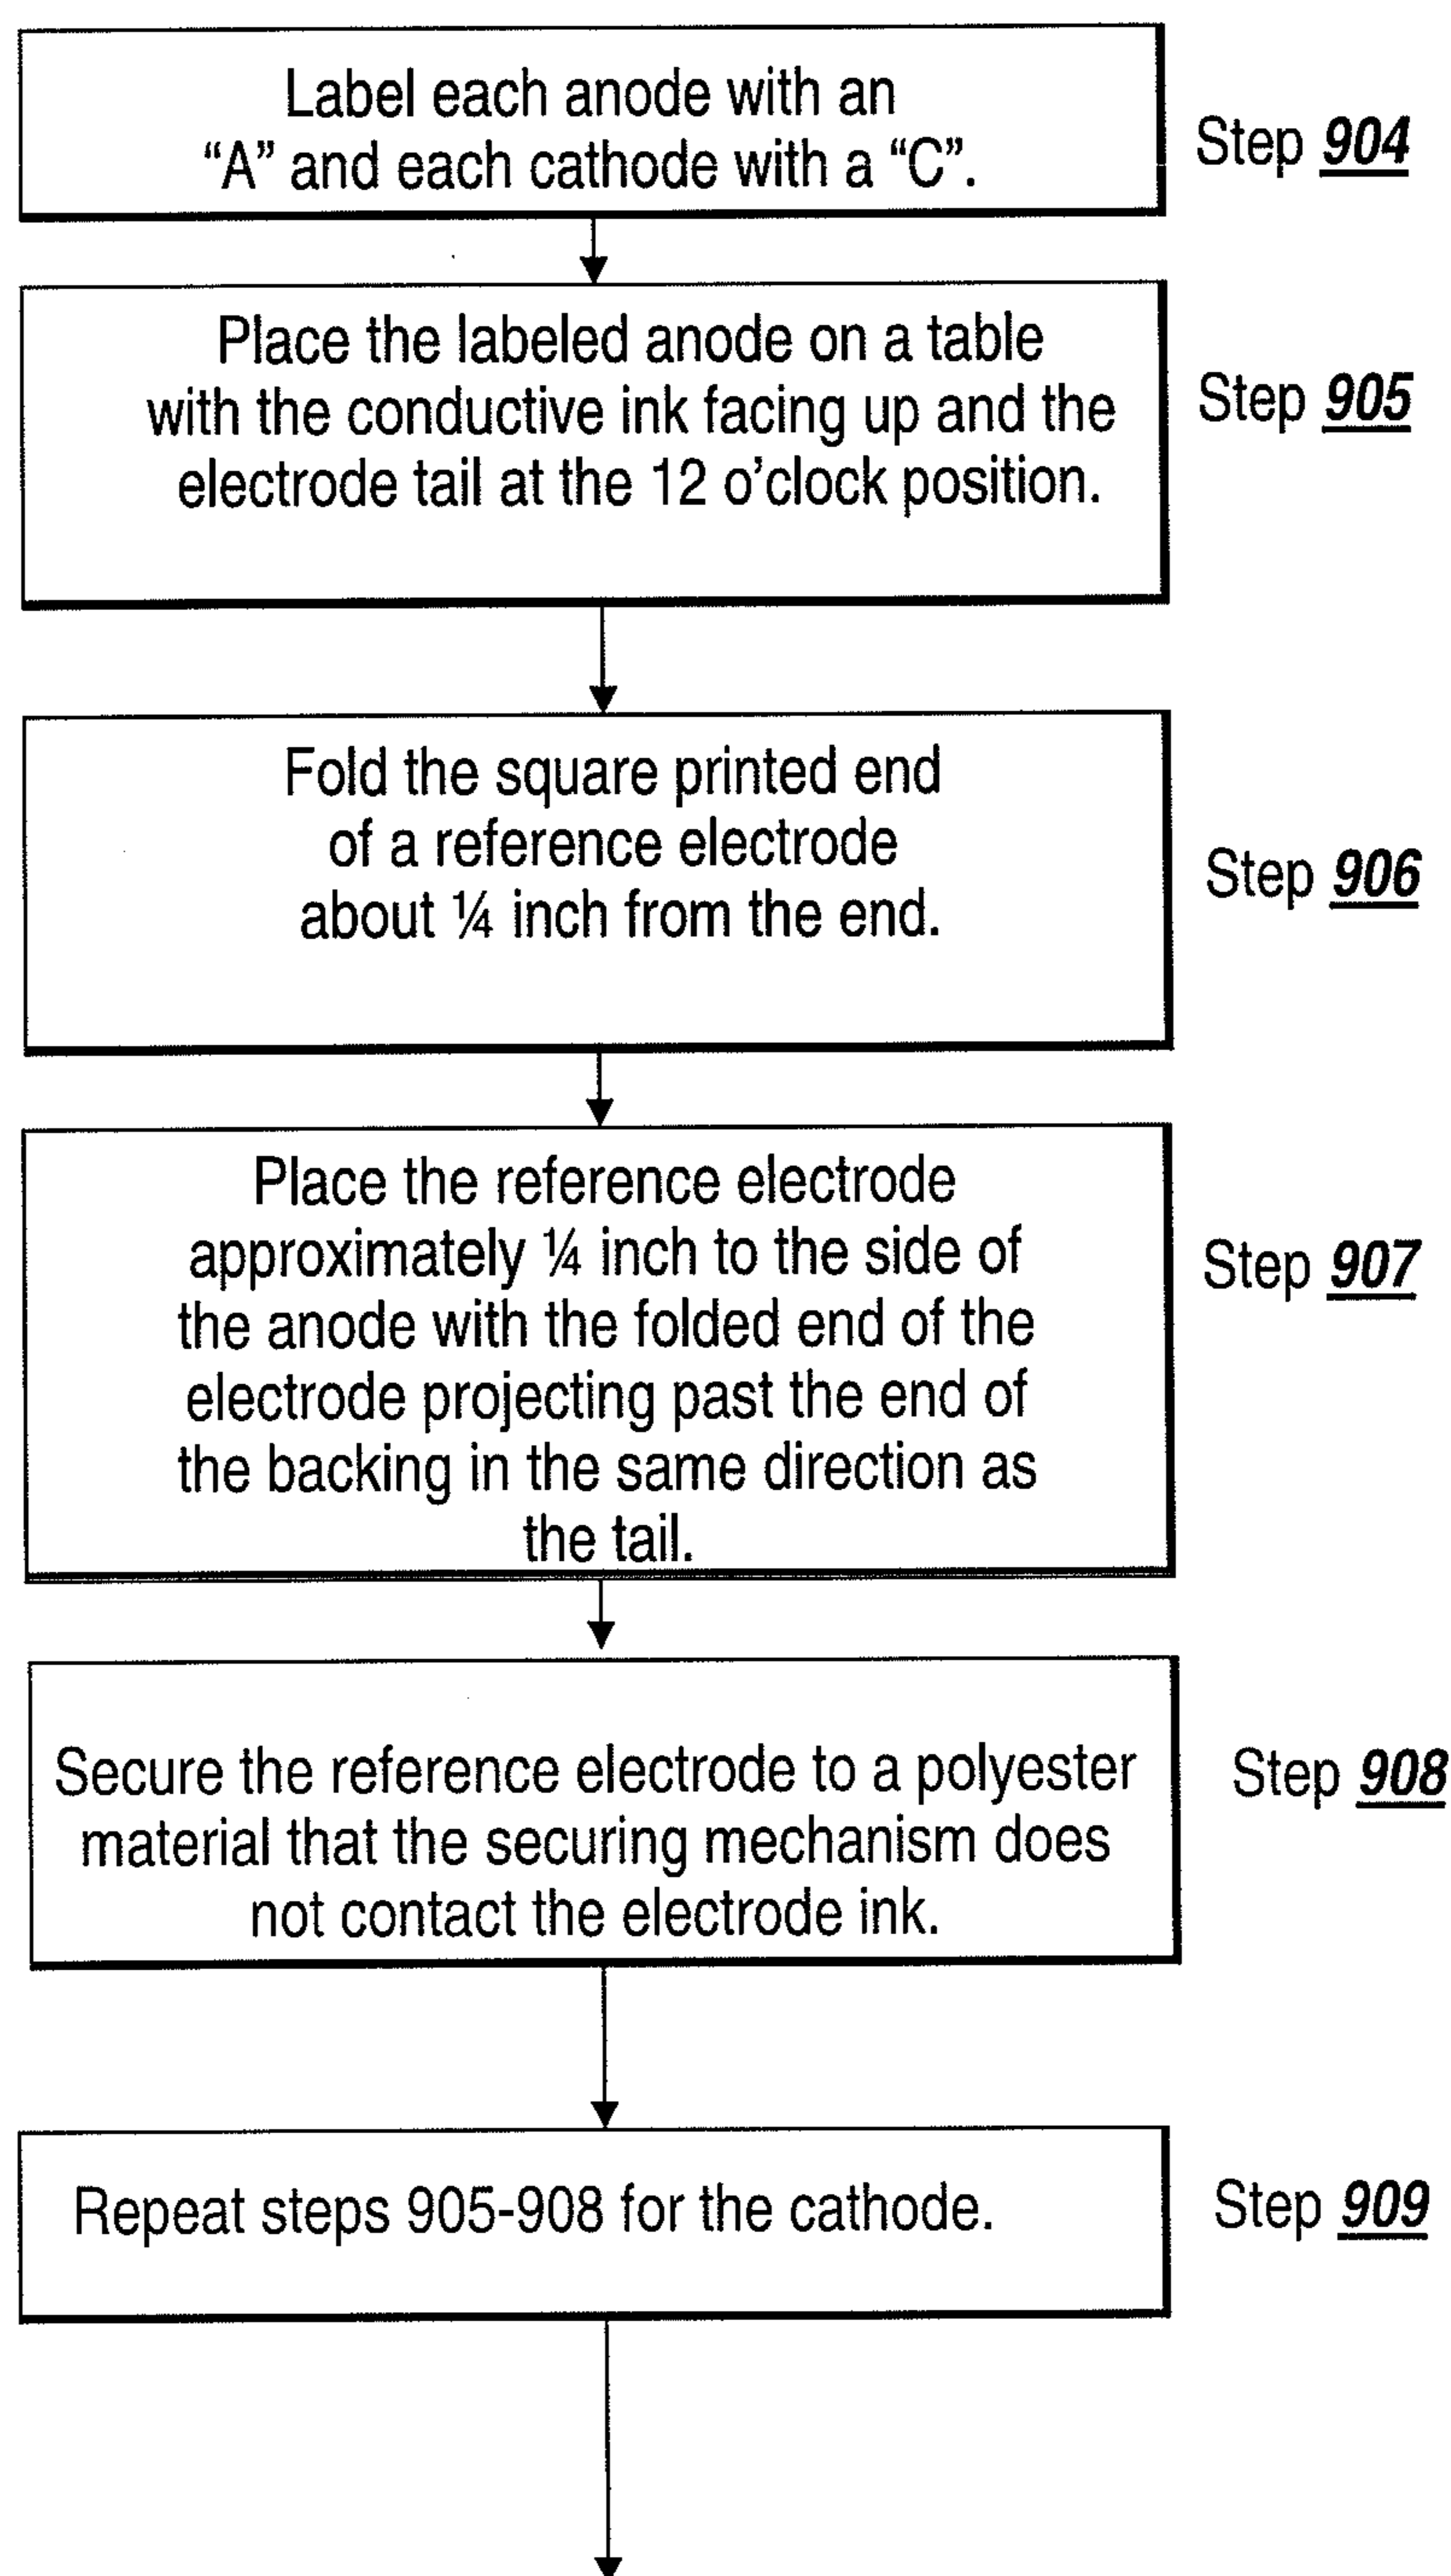 Label each anode with an
“A” and each cathode with a “C”.
Step 904
Place the labeled anode on a table
with the conductive ink facing up and the
electrode tail at the 12 o’clock position.
Step 905
Fold the square printed end
of a reference electrode
about ¼ inch from the end.
Step 906
Place the reference electrode
approximately ¼ inch to the side of
the anode with the folded end of the
electrode projecting past the end of
the backing in the same direction as
the tail.
Step 907
Secure the reference electrode to a polyester
material that the securing mechanism does
not contact the electrode ink.
Step 908
Repeat steps 905-908 for the cathode.
Step 909